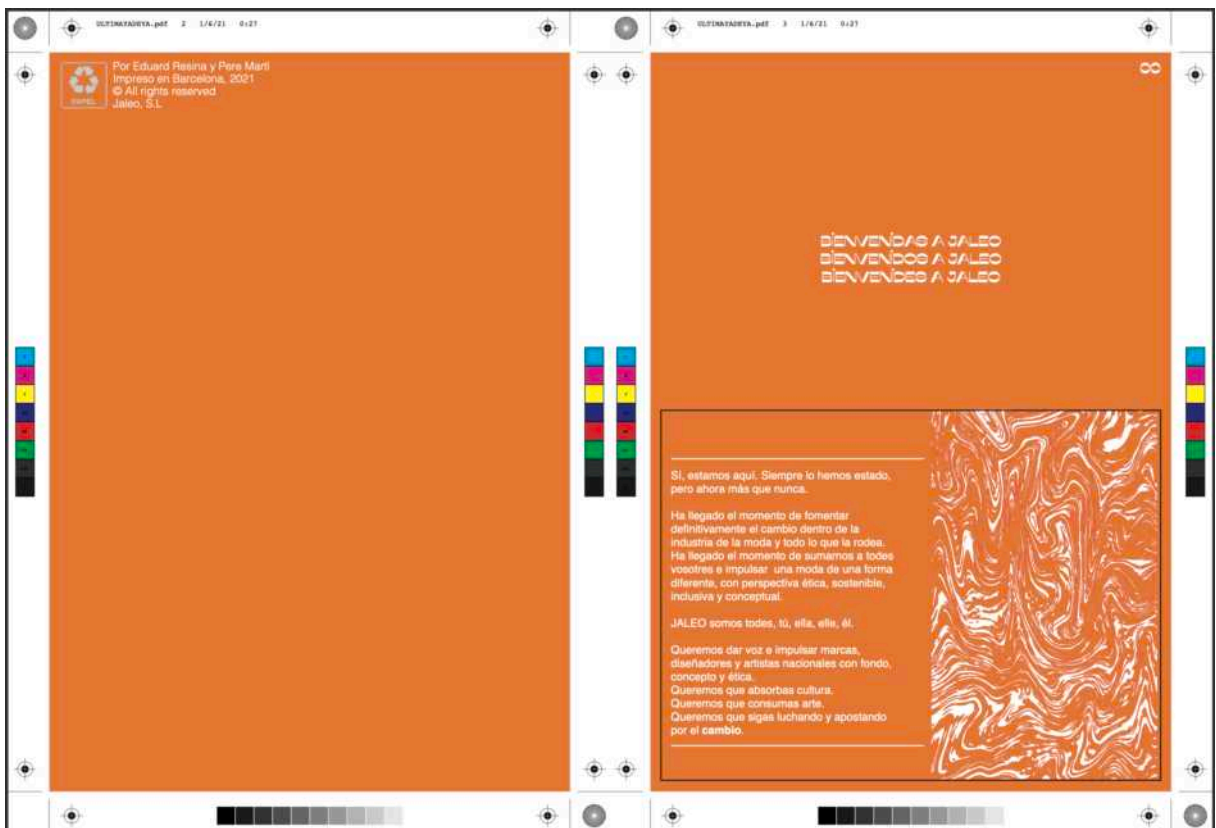 ULTIMAYADEYA.pdf 2 1/6/21 0:27
PAPEL
Por Eduard Resina y Pere Martí
Impreso en Barcelona, 2021
© All rights reserved
Jaleo, S.L
ULTIMAYADEYA.pdf 3 1/6/21 0:27
BIENVENIDAS A JALEO
BIENVENIDOS A JALEO
BIENVENIDES A JALEO
Sí, estamos aquí. Siempre lo hemos estado,
pero ahora más que nunca.
Ha llegado el momento de fomentar
definitivamente el cambio dentro de la
industria de la moda y todo lo que la rodea.
Ha llegado el momento de sumarnos a todes
vosotres e impulsar una moda de una forma
diferente, con perspectiva ética, sostenible,
inclusiva y conceptual.
JALEO somos todes, tú, ella, elle, él.
Queremos dar voz e impulsar marcas,
diseñadores y artistas nacionales con fondo,
concepto y ética.
Queremos que absorbas cultura.
Queremos que consumas arte.
Queremos que sigas luchando y apostando
por el cambio.